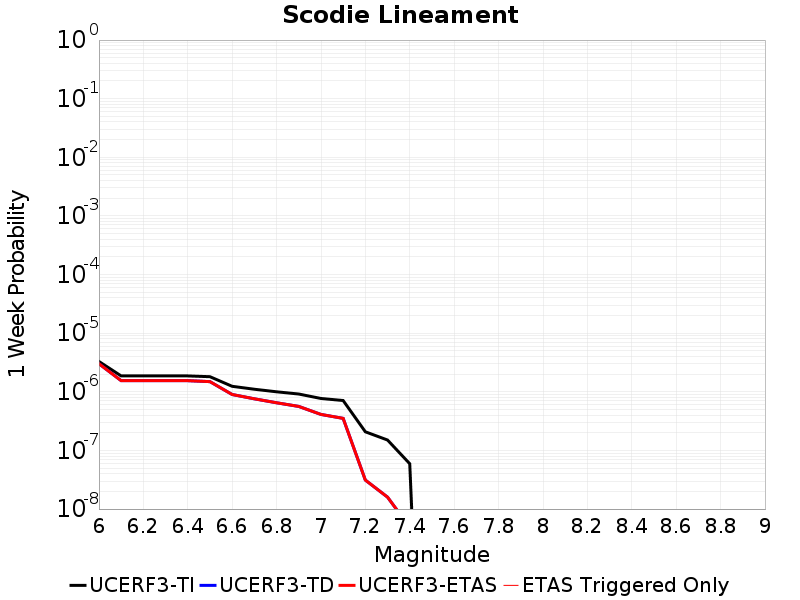 Scodie Lineament
10^0
10^-1
10^-2
10^-3
10^-4
10^-5
10^-6
10^-7
10^-8
1 Week Probability
6 6.2 6.4 6.6 6.8 7 7.2 7.4 7.6 7.8 8 8.2 8.4 8.6 8.8 9
Magnitude
UCERF3-TI UCERF3-TD UCERF3-ETAS ETAS Triggered Only